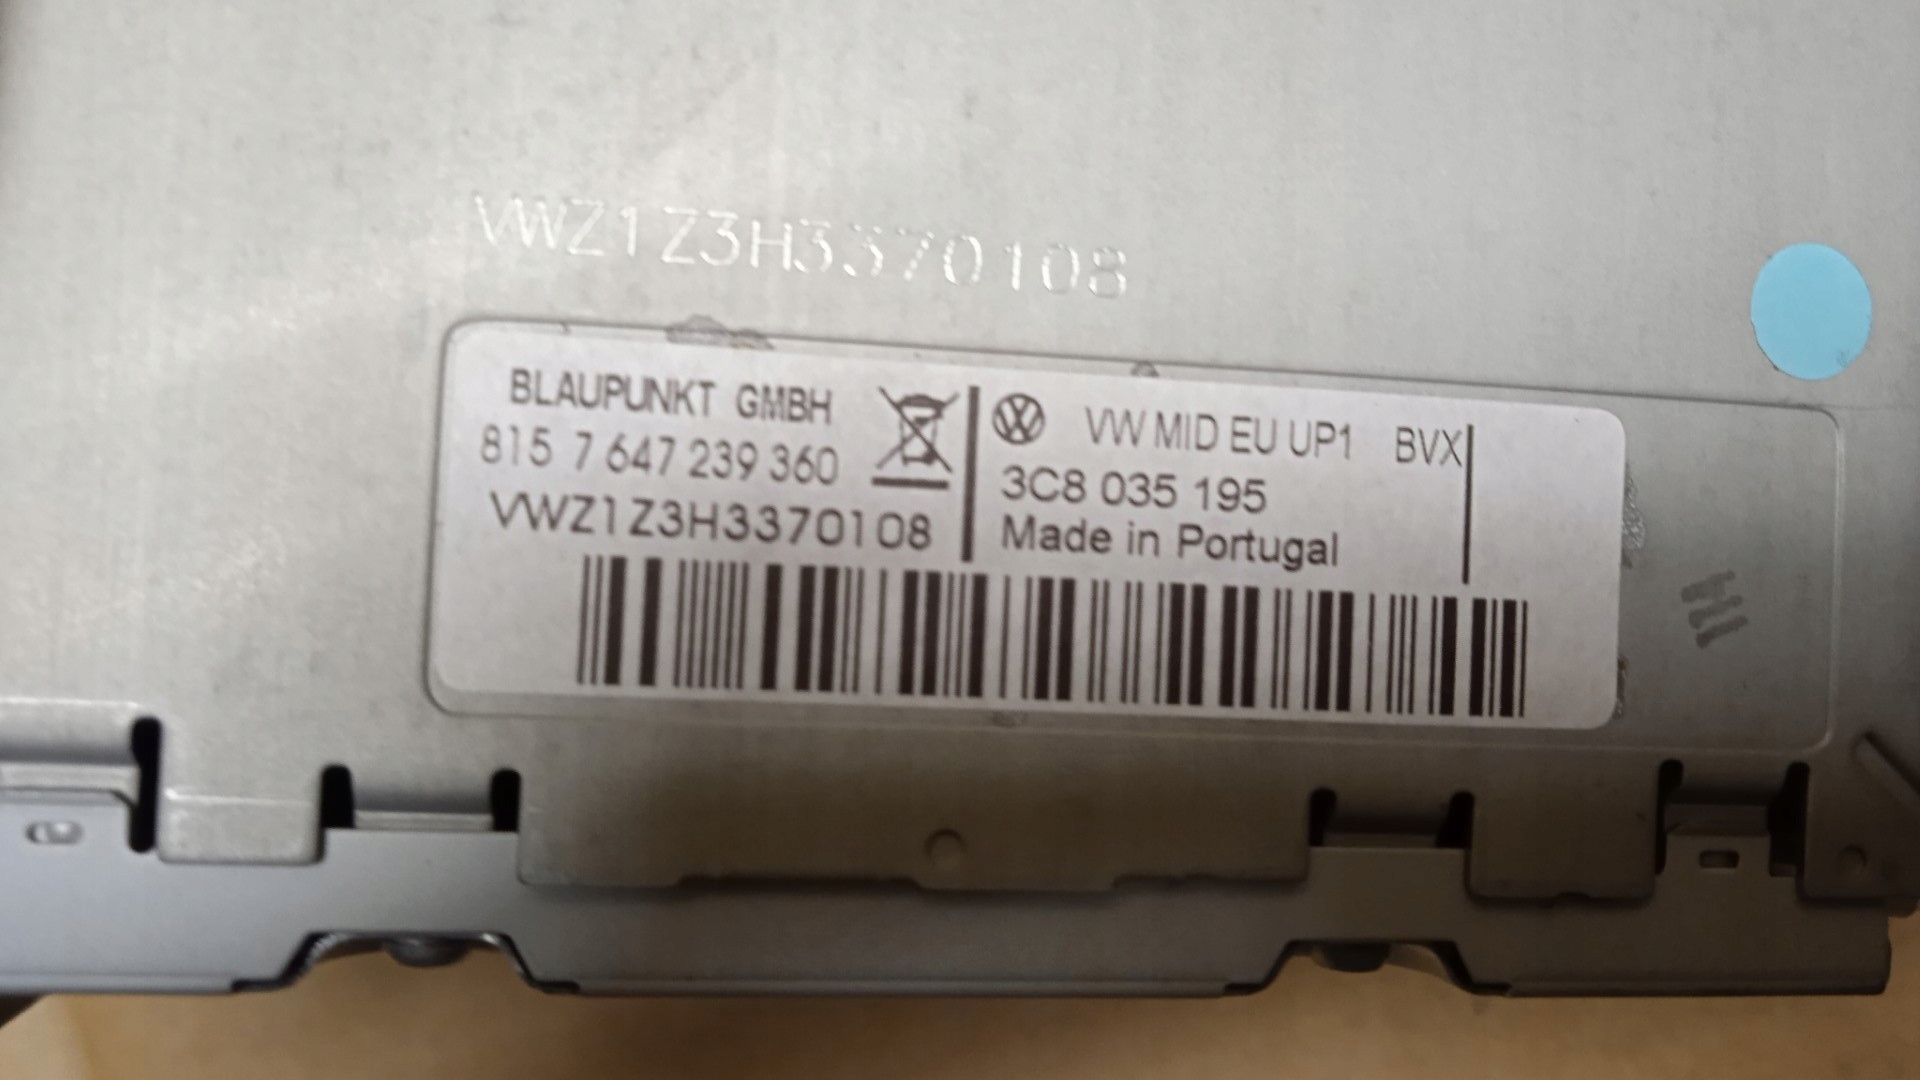 VWZ1Z3H3370108
BLAUPUNKT GMBH
815 7 647 239 360
VWZ1Z3H3370108
VW MID EU UP1 BVX
3C8 035 195
Made in Portugal